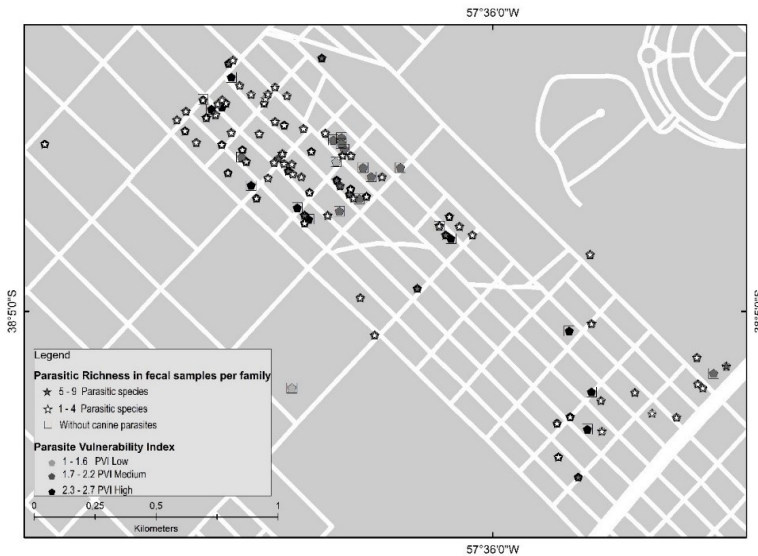 57°36'0"W
38°5'0"S
38°5'0"S
Legend
Parasitic Richness in fecal samples per family
5 - 9 Parasitic species
1 - 4 Parasitic species
Without canine parasites
Parasite Vulnerability Index
1 - 1.6 PVI Low
1.7 - 2.2 PVI Medium
2.3 - 2.7 PVI High
0 0,25 0,5 1
Kilometers
57°36'0"W